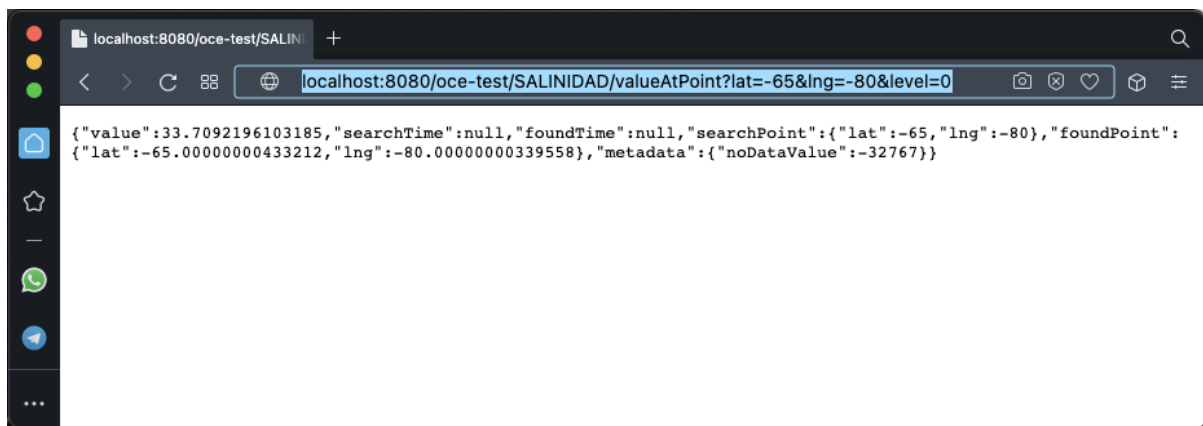 localhost:8080/oce-test/SALIN
localhost:8080/oce-test/SALINIDAD/valueAtPoint?lat=-65&lng=-80&level=0
{"value":33.7092196103185,"searchTime":null,"foundTime":null,"searchPoint":{"lat":-65,"lng":-80},"foundPoint":
{"lat":-65.00000000433212,"lng":-80.00000000339558},"metadata":{"noDataValue":-32767}}